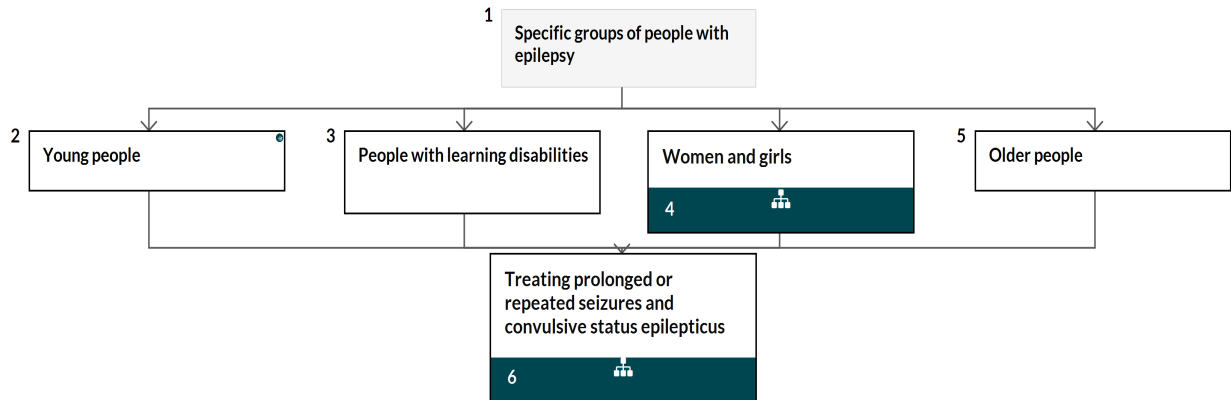 1
Specific groups of people with
epilepsy
2
Young people
3
People with learning disabilities
Women and girls
4
5
Older people
Treating prolonged or
repeated seizures and
convulsive status epilepticus
6